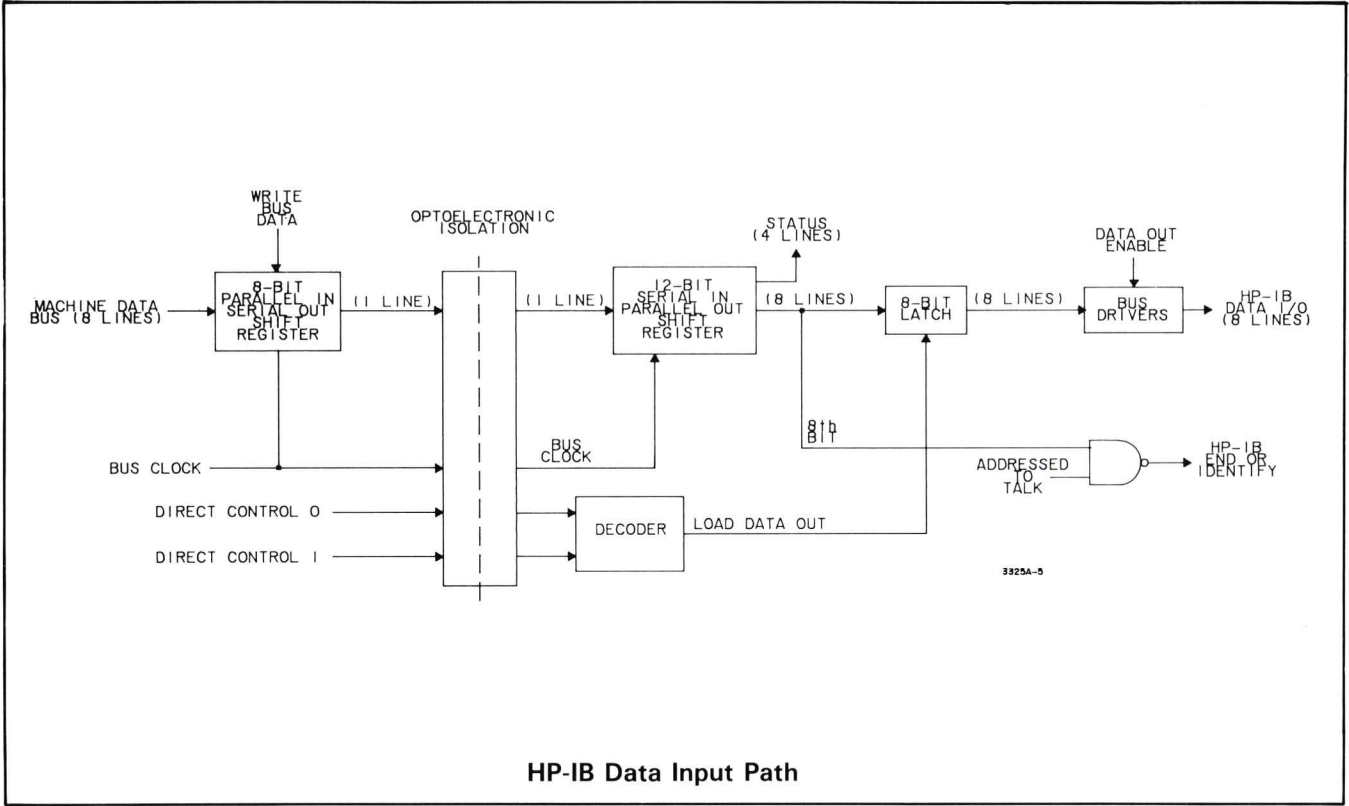 WRITE
BUS
DATA
OPTOELECTRONIC
ISOLATION
STATUS
(4 LINES)
DATA OUT
ENABLE
MACHINE DATA
BUS (8 LINES)
8-BIT
PARALLEL IN
SERIAL OUT
SHIFT
REGISTER
(1 LINE)
(1 LINE)
12-BIT
SERIAL IN
PARALLEL OUT
SHIFT
REGISTER
(8 LINES)
8-BIT
LATCH
(8 LINES)
BUS
DRIVERS
HP-IB
DATA I/O
(8 LINES)
8th
BIT
BUS CLOCK
BUS
CLOCK
ADDRESSED
TO
TALK
HP-IB
END OR
IDENTIFY
DIRECT CONTROL 0
DECODER
LOAD DATA OUT
DIRECT CONTROL 1
3325A-5
HP-IB Data Input Path